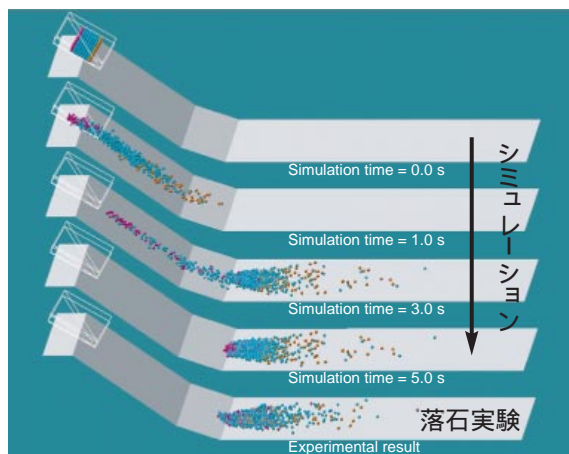 Simulation time = 0.0 s
Simulation time = 1.0 s
Simulation time = 3.0 s
Simulation time = 5.0 s
シミュレーション
落石実験
Experimental result